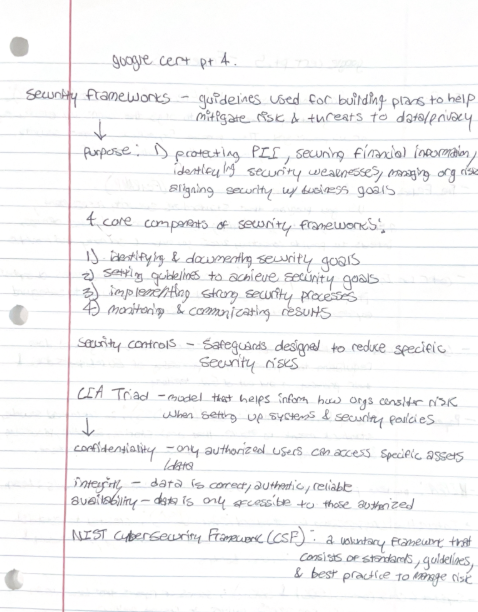 google cert pt 4.
Security frameworks - guidelines used for building plans to help
mitigate risk & threats to data/privacy
↓
purpose: 1) protecting PII, securing financial information,
identifying security weaknesses, managing org risk
aligning security w/ business goals
4 core components of security frameworks:
1) identifying & documenting security goals
2) setting guidelines to achieve security goals
3) implementing strong security processes
4) monitoring & communicating results
Security controls - Safeguards designed to reduce specific
security risks
CIA Triad - model that helps inform how orgs consider risk
when setting up systems & security policies
↓
confidentiality - only authorized users can access specific assets
/data
integrity - data is correct, authentic, reliable
availability - data is only accessible to those authorized
NIST Cybersecurity Framework (CSF): a voluntary framework that
consists of standards, guidelines,
& best practice to manage risk